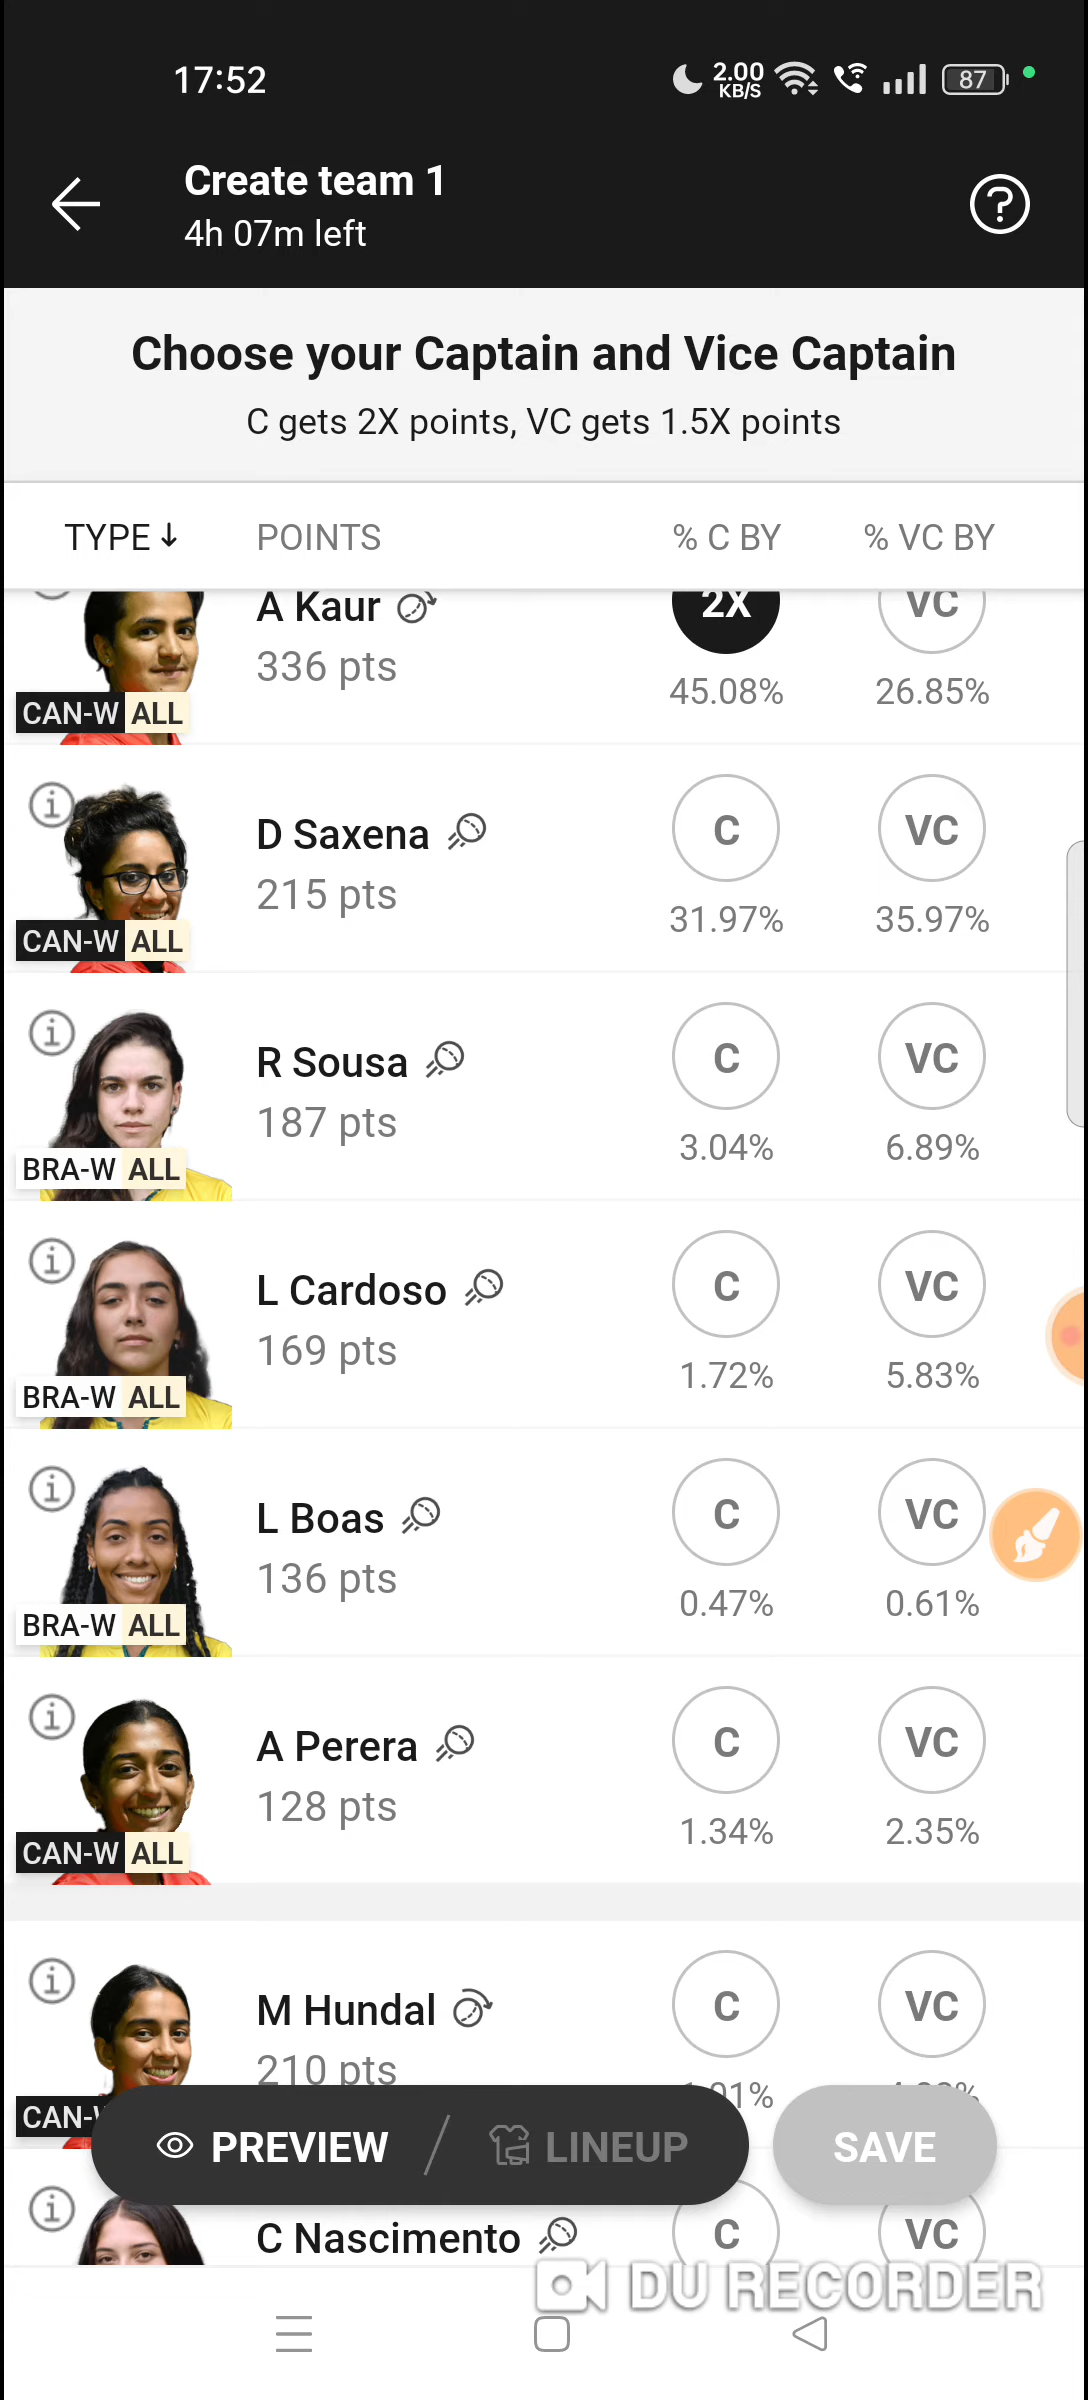 17:52
2.00
KB/S
87
Create team 1
4h 07m left
?
Choose your Captain and Vice Captain
C gets 2X points, VC gets 1.5X points
TYPE ↓ POINTS % C BY % VC BY
A Kaur 2X VC
336 pts
45.08% 26.85%
CAN-W ALL
D Saxena C VC
215 pts
31.97% 35.97%
CAN-W ALL
R Sousa C VC
187 pts
3.04% 6.89%
BRA-W ALL
L Cardoso C VC
169 pts
1.72% 5.83%
BRA-W ALL
L Boas C VC
136 pts
0.47% 0.61%
BRA-W ALL
A Perera C VC
128 pts
1.34% 2.35%
CAN-W ALL
M Hundal C VC
210 pts
PREVIEW / LINEUP SAVE
C Nascimento C VC
DU RECORDER